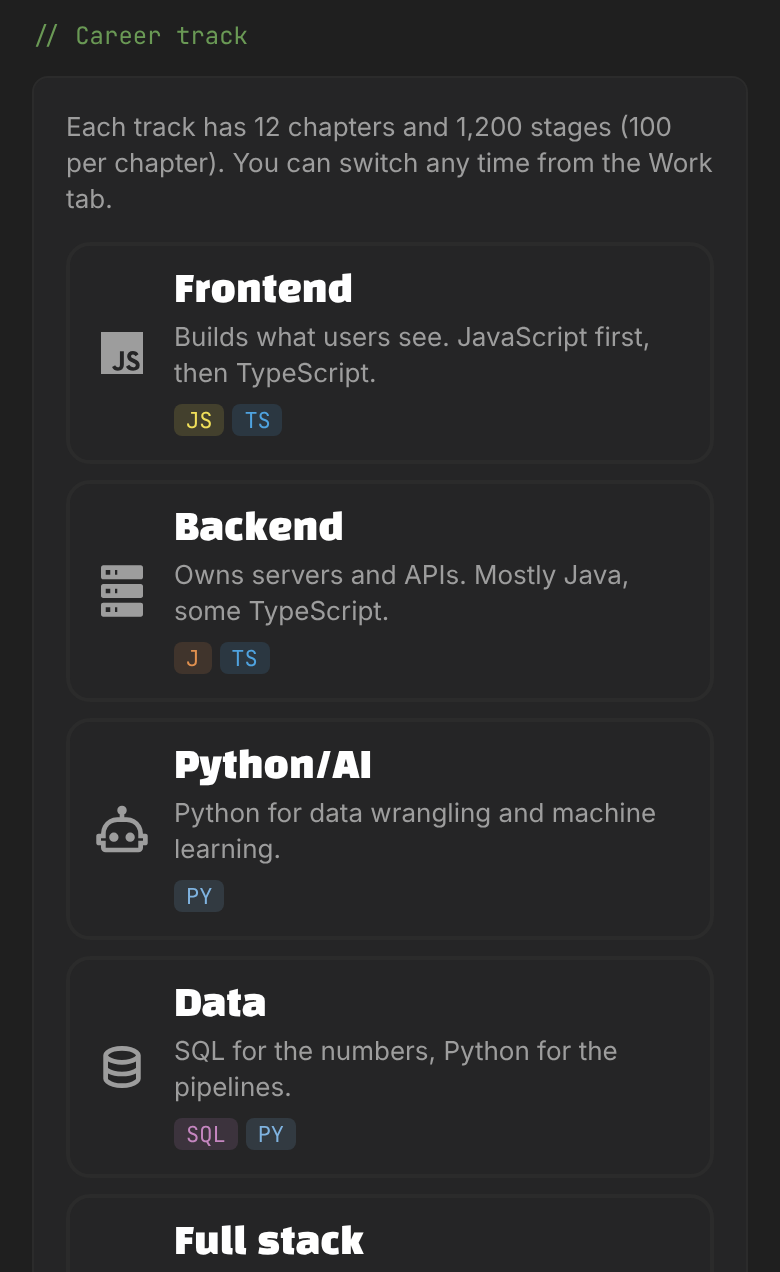 // Career track
Each track has 12 chapters and 1,200 stages (100
per chapter). You can switch any time from the Work
tab.
Frontend
JS
Builds what users see. JavaScript first,
then TypeScript.
JS TS
Backend
Owns servers and APIs. Mostly Java,
some TypeScript.
J TS
Python/AI
Python for data wrangling and machine
learning.
PY
Data
SQL for the numbers, Python for the
pipelines.
SQL PY
Full stack